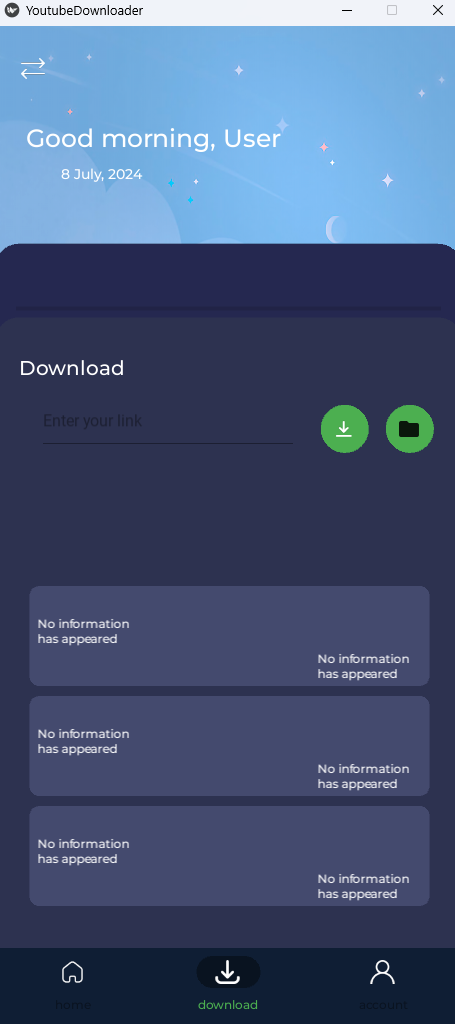 YoutubeDownloader
Good morning, User
8 July, 2024
Download
Enter your link
No information
has appeared
No information
has appeared
No information
has appeared
No information
has appeared
No information
has appeared
No information
has appeared
home
download
account